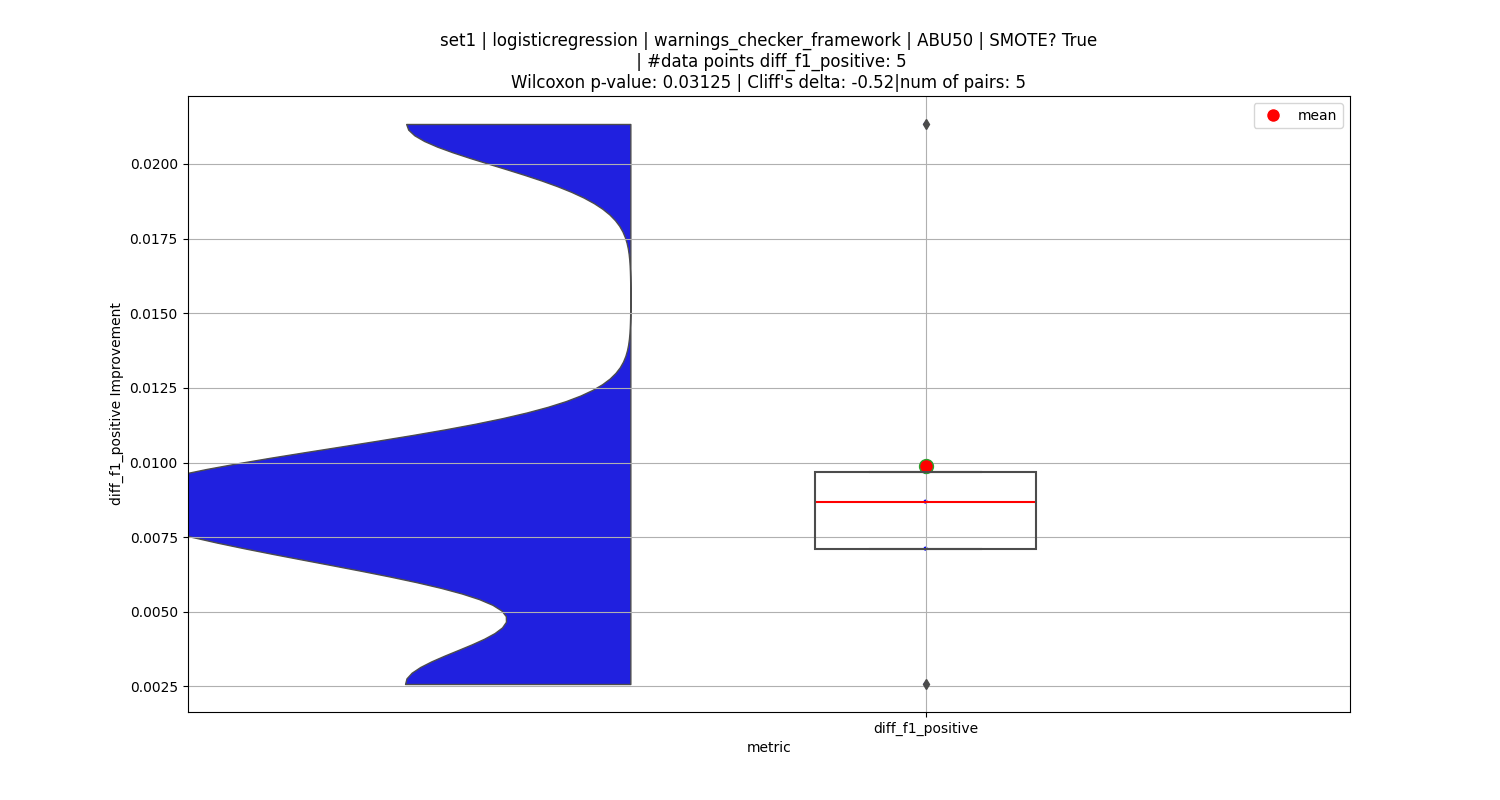 set1 | logisticregression | warnings_checker_framework | ABU50 | SMOTE? True
| #data points diff_f1_positive: 5
Wilcoxon p-value: 0.03125 | Cliff's delta: -0.52|num of pairs: 5
mean
0.0200
0.0175
0.0150
0.0125
0.0100
0.0075
0.0050
0.0025
diff_f1_positive Improvement
diff_f1_positive
metric